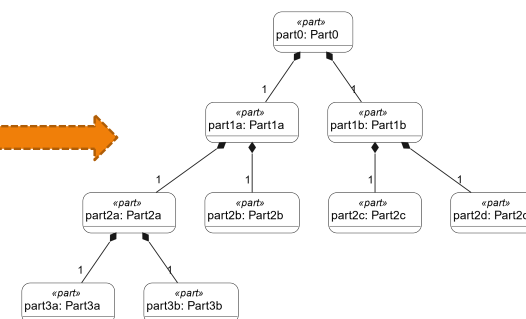 «part»
part0: Part0
1
1
«part»
part1a: Part1a
«part»
part1b: Part1b
1
1
1
1
«part»
part2a: Part2a
«part»
part2b: Part2b
«part»
part2c: Part2c
«part»
part2d: Part2d
1
1
«part»
part3a: Part3a
«part»
part3b: Part3b